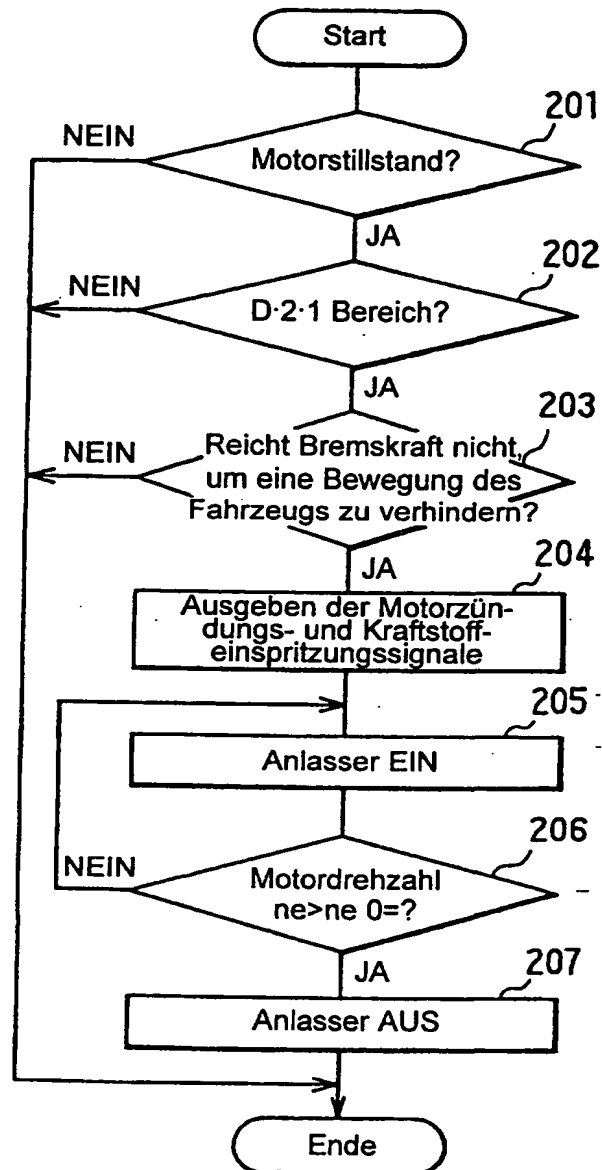 Start
201
NEIN
Motorstillstand?
JA
202
NEIN
D·2·1 Bereich?
JA
203
NEIN
Reicht Bremskraft nicht,
um eine Bewegung des
Fahrzeugs zu verhindern?
JA
204
Ausgeben der Motorzün-
dungs- und Kraftstoff-
einspritzungssignale
205
Anlasser EIN
206
NEIN
Motordrehzahl
ne>ne 0=?
JA
207
Anlasser AUS
Ende